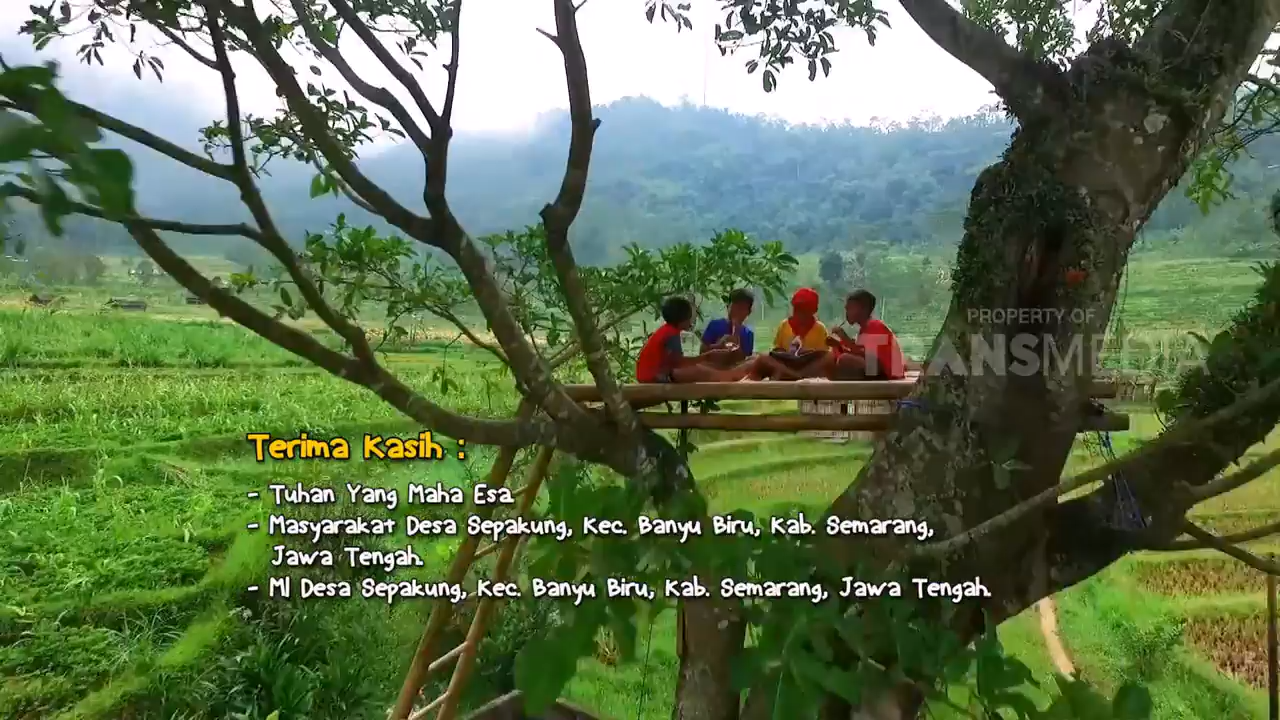 PROPERTY OF
TRANSMEDIA
Terima Kasih :
- Tuhan Yang Maha Esa.
- Masyarakat Desa Sepakung, Kec. Banyu Biru, Kab. Semarang,
Jawa Tengah.
- MI Desa Sepakung, Kec. Banyu Biru, Kab. Semarang, Jawa Tengah.